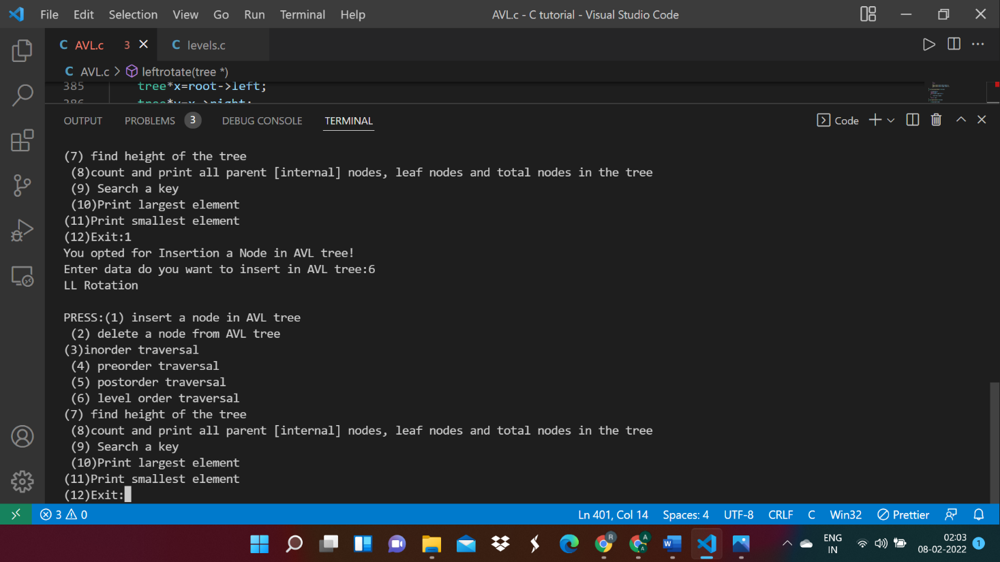 File Edit Selection View Go Run Terminal Help AVL.c - C tutorial - Visual Studio Code
C AVL.c 3 C levels.c
C AVL.c > leftrotate(tree *)
385 tree*x=root->left;
386 tree*y=x->right;
OUTPUT PROBLEMS 3 DEBUG CONSOLE TERMINAL Code
(7) find height of the tree
(8)count and print all parent [internal] nodes, leaf nodes and total nodes in the tree
(9) Search a key
(10)Print largest element
(11)Print smallest element
(12)Exit:1
You opted for Insertion a Node in AVL tree!
Enter data do you want to insert in AVL tree:6
LL Rotation
PRESS:(1) insert a node in AVL tree
(2) delete a node from AVL tree
(3)inorder traversal
(4) preorder traversal
(5) postorder traversal
(6) level order traversal
(7) find height of the tree
(8)count and print all parent [internal] nodes, leaf nodes and total nodes in the tree
(9) Search a key
(10)Print largest element
(11)Print smallest element
(12)Exit:
3 0 Ln 401, Col 14 Spaces: 4 UTF-8 CRLF C Win32 Prettier
R A A W ENG 02:03
IN 08-02-2022 1